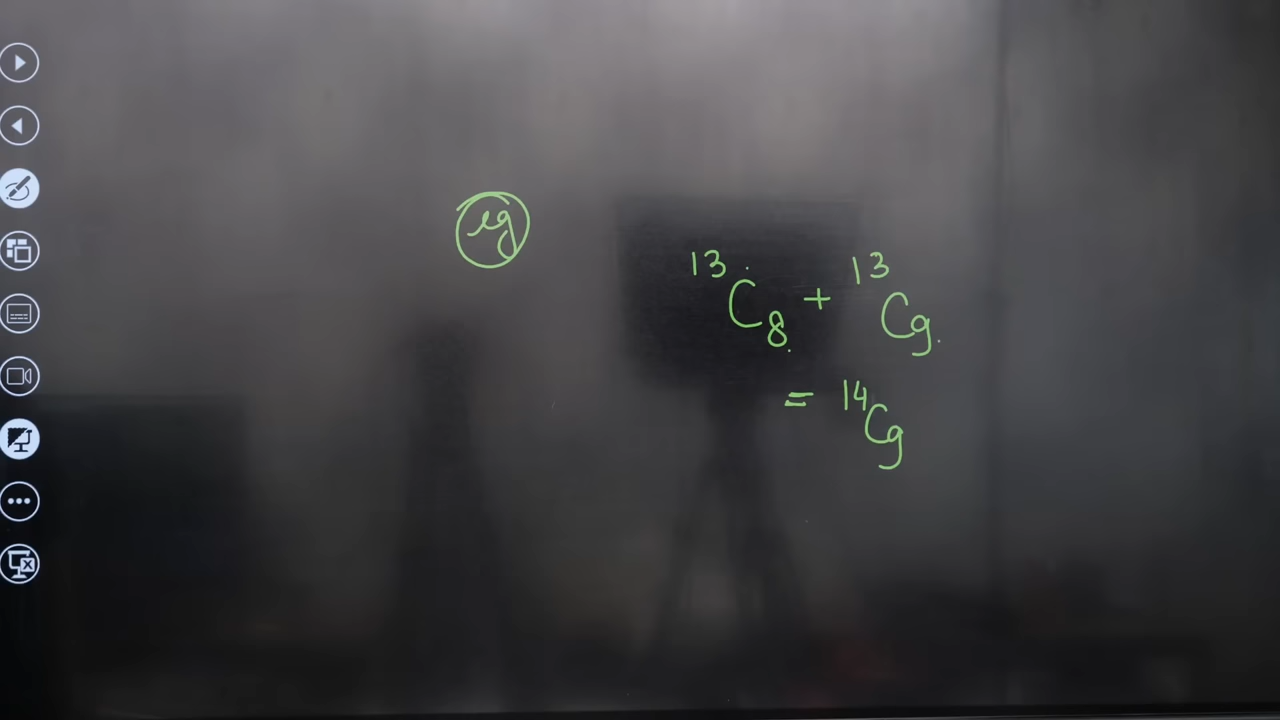 eg
¹³C₈ + ¹³C₉
= ¹⁴C₉